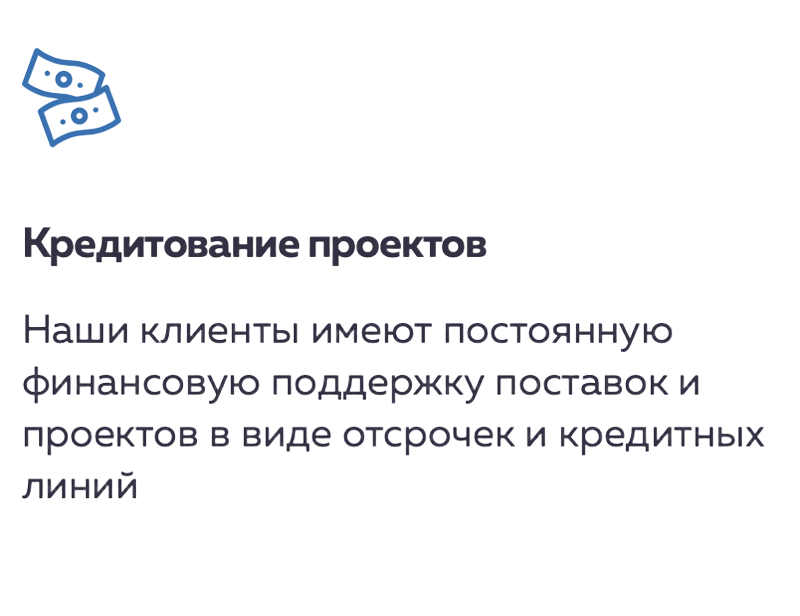 Кредитование проектов
Наши клиенты имеют постоянную
финансовую поддержку поставок и
проектов в виде отсрочек и кредитных
линий